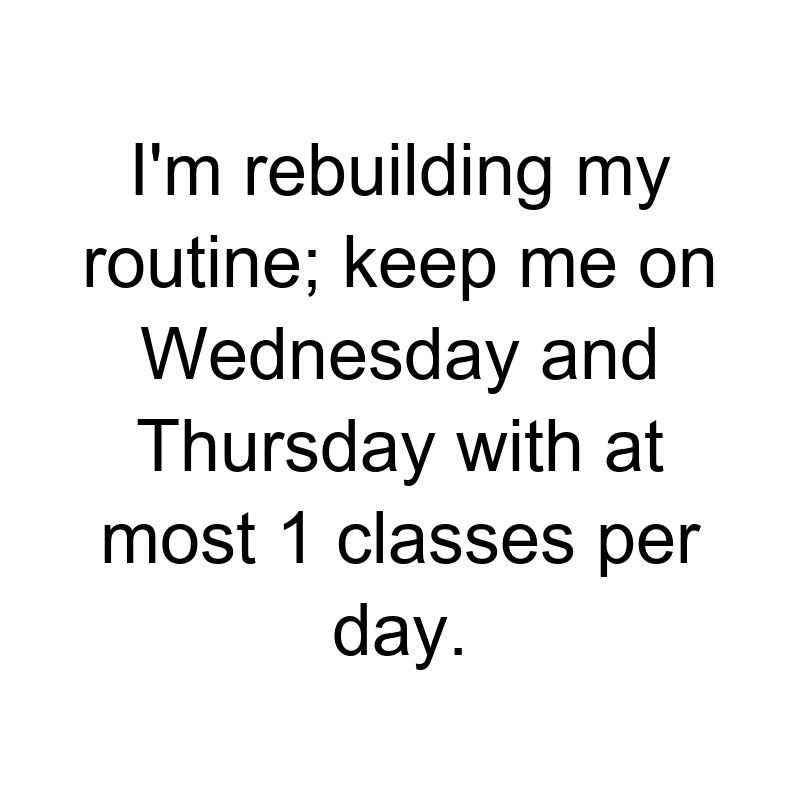 I'm rebuilding my
routine; keep me on
Wednesday and
Thursday with at
most 1 classes per
day.